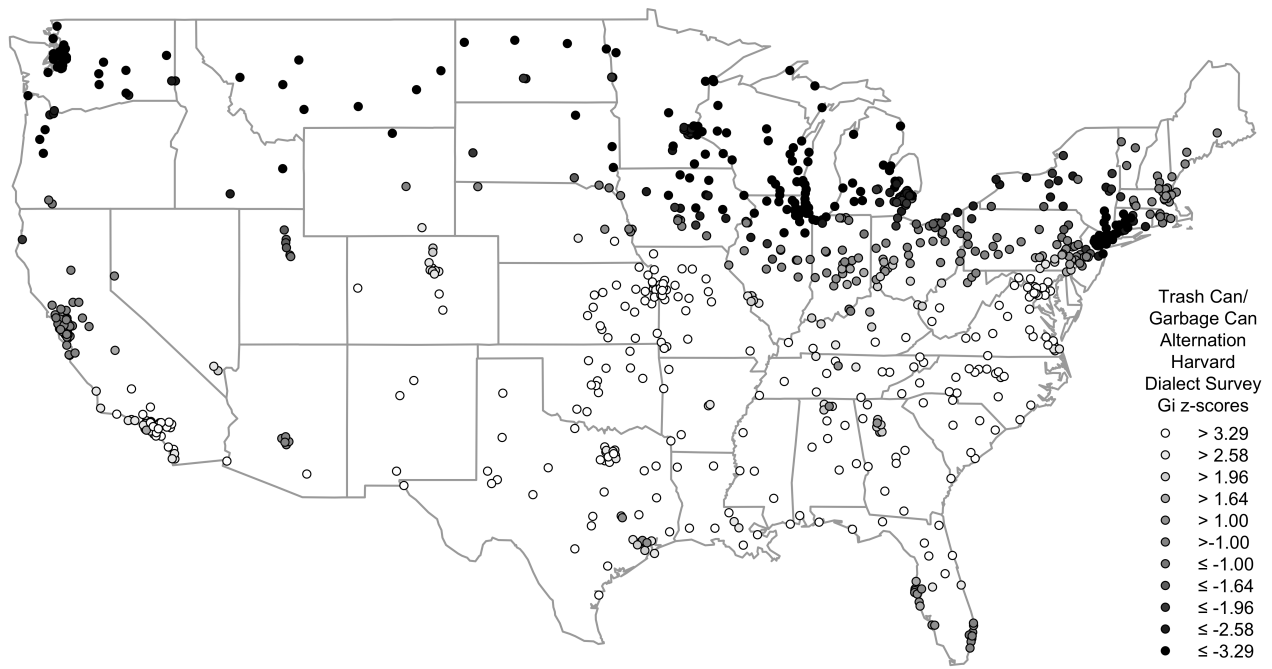 Trash Can/
Garbage Can
Alternation
Harvard
Dialect Survey
Gi z-scores
> 3.29
> 2.58
> 1.96
> 1.64
> 1.00
>-1.00
≤ -1.00
≤ -1.64
≤ -1.96
≤ -2.58
≤ -3.29